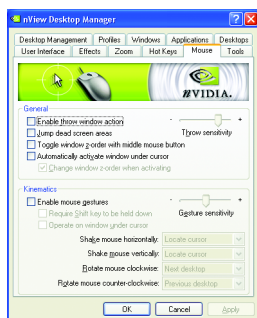 nView Desktop Manager
Desktop Management Profiles Windows Applications Desktops
User Interface Effects Zoom Hot Keys Mouse Tools
NVIDIA.
General
Enable throw window action - +
Jump dead screen areas Throw sensitivity
Toggle window z-order with middle mouse button
Automatically activate window under cursor
Change window z-order when activating
Kinematics
Enable mouse gestures - +
Require Shift key to be held down Gesture sensitivity
Operate on window under cursor
Shake mouse horizontally: Locate cursor
Shake mouse vertically: Locate cursor
Rotate mouse clockwise: Next desktop
Rotate mouse counter-clockwise: Previous desktop
OK Cancel Apply